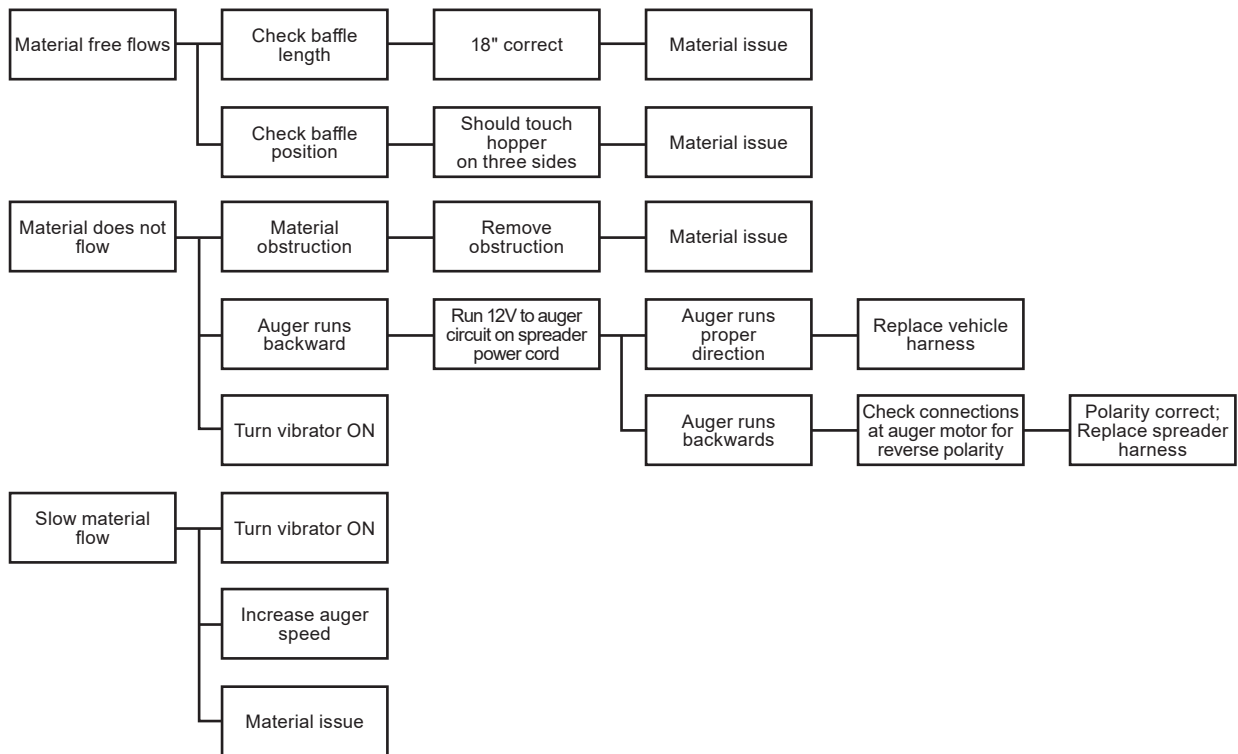 Material free flows
Check baffle
length
18" correct
Material issue
Check baffle
position
Should touch
hopper
on three sides
Material issue
Material does not
flow
Material
obstruction
Remove
obstruction
Material issue
Auger runs
backward
Run 12V to auger
circuit on spreader
power cord
Auger runs
proper
direction
Replace vehicle
harness
Turn vibrator ON
Auger runs
backwards
Check connections
at auger motor for
reverse polarity
Polarity correct;
Replace spreader
harness
Slow material
flow
Turn vibrator ON
Increase auger
speed
Material issue